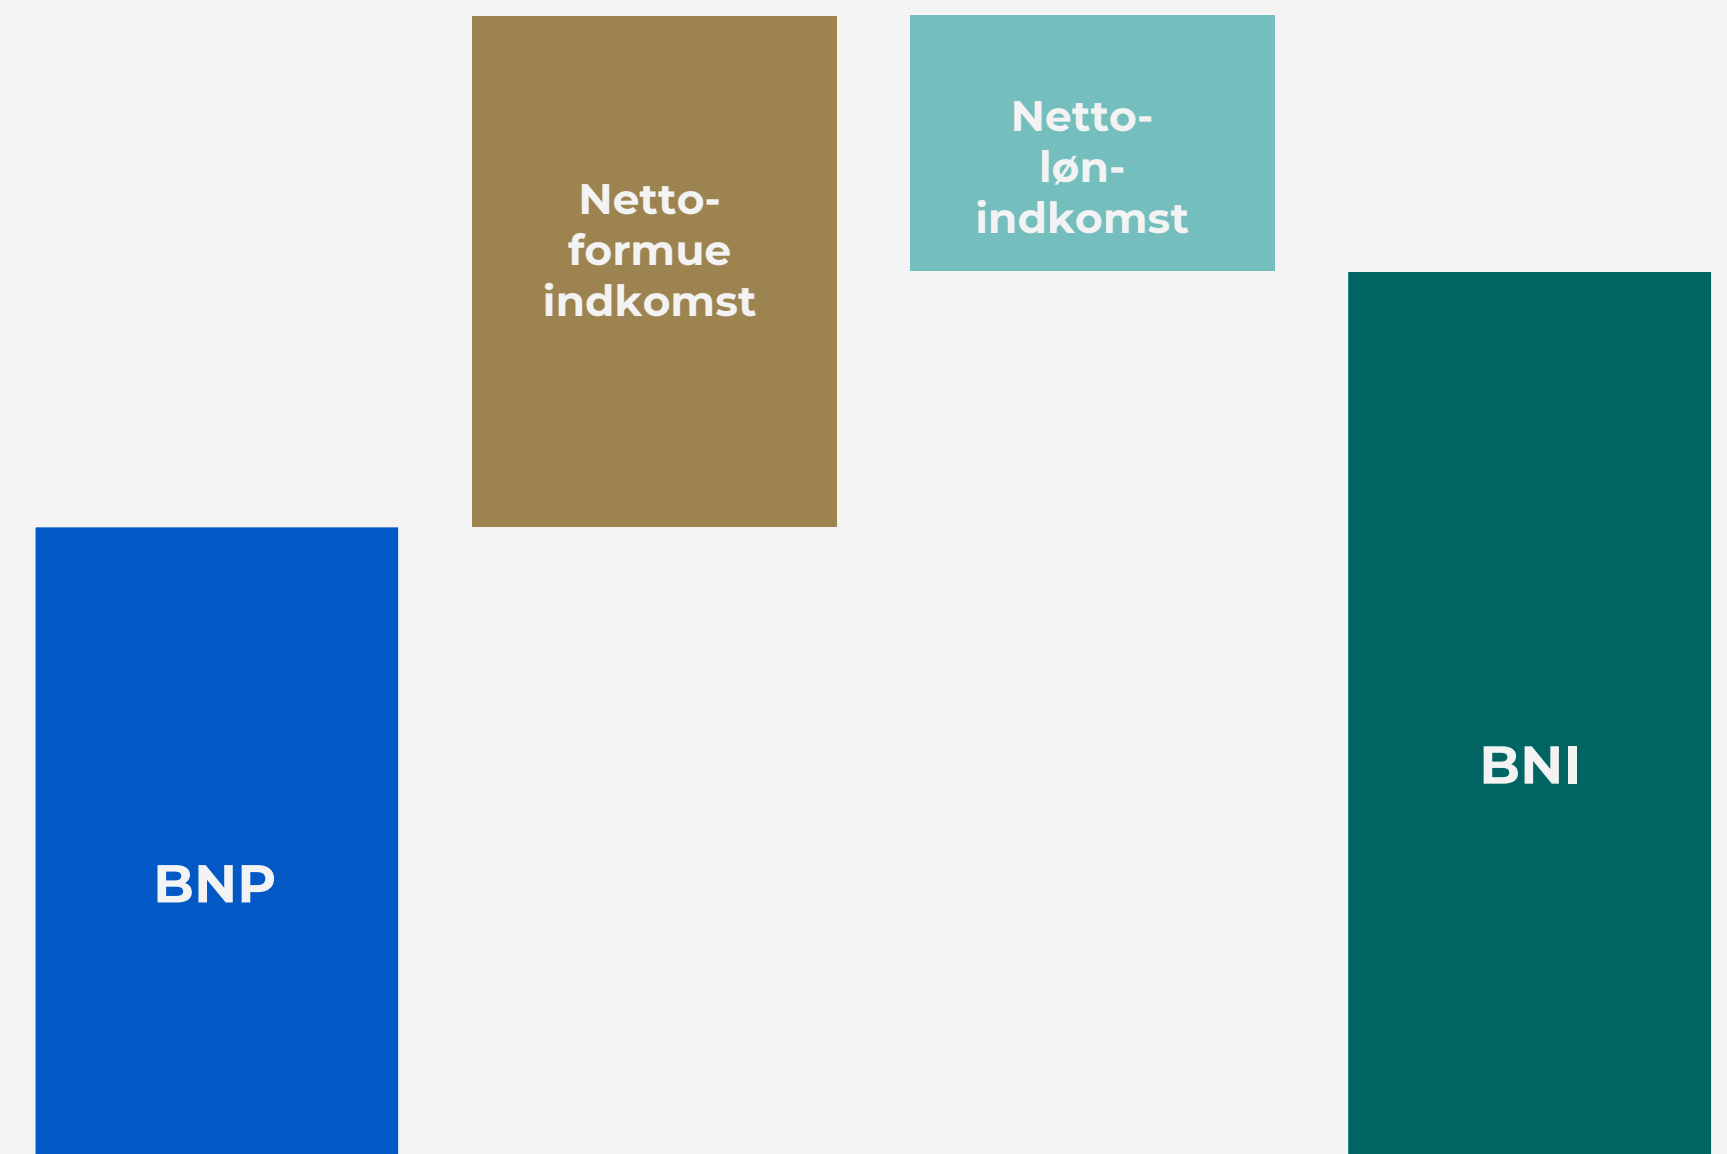 Netto-
formue
indkomst
Netto-
løn-
indkomst
BNI
BNP